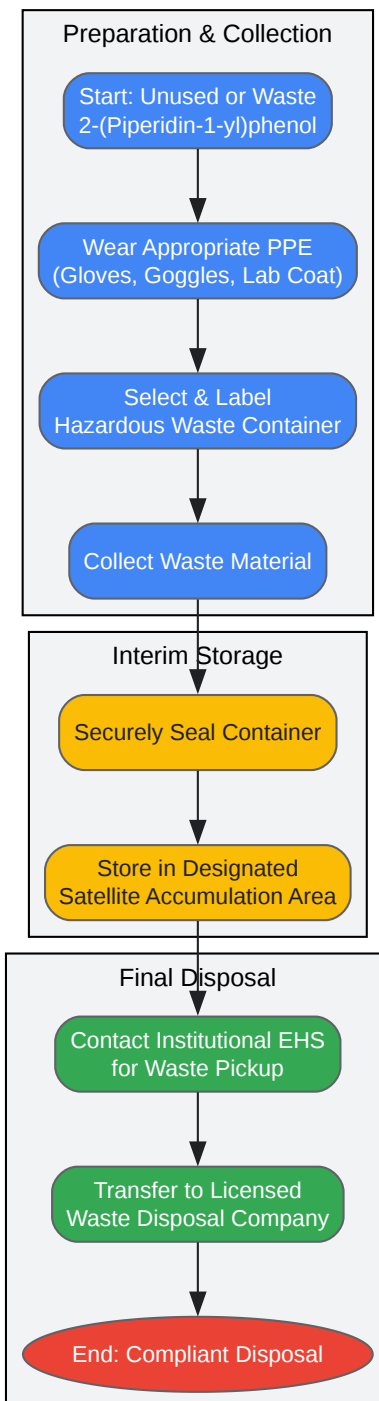 Preparation & Collection
Start: Unused or Waste
2-(Piperidin-1-yl)phenol
Wear Appropriate PPE
(Gloves, Goggles, Lab Coat)
Select & Label
Hazardous Waste Container
Collect Waste Material
Interim Storage
Securely Seal Container
Store in Designated
Satellite Accumulation Area
Final Disposal
Contact Institutional EHS
for Waste Pickup
Transfer to Licensed
Waste Disposal Company
End: Compliant Disposal